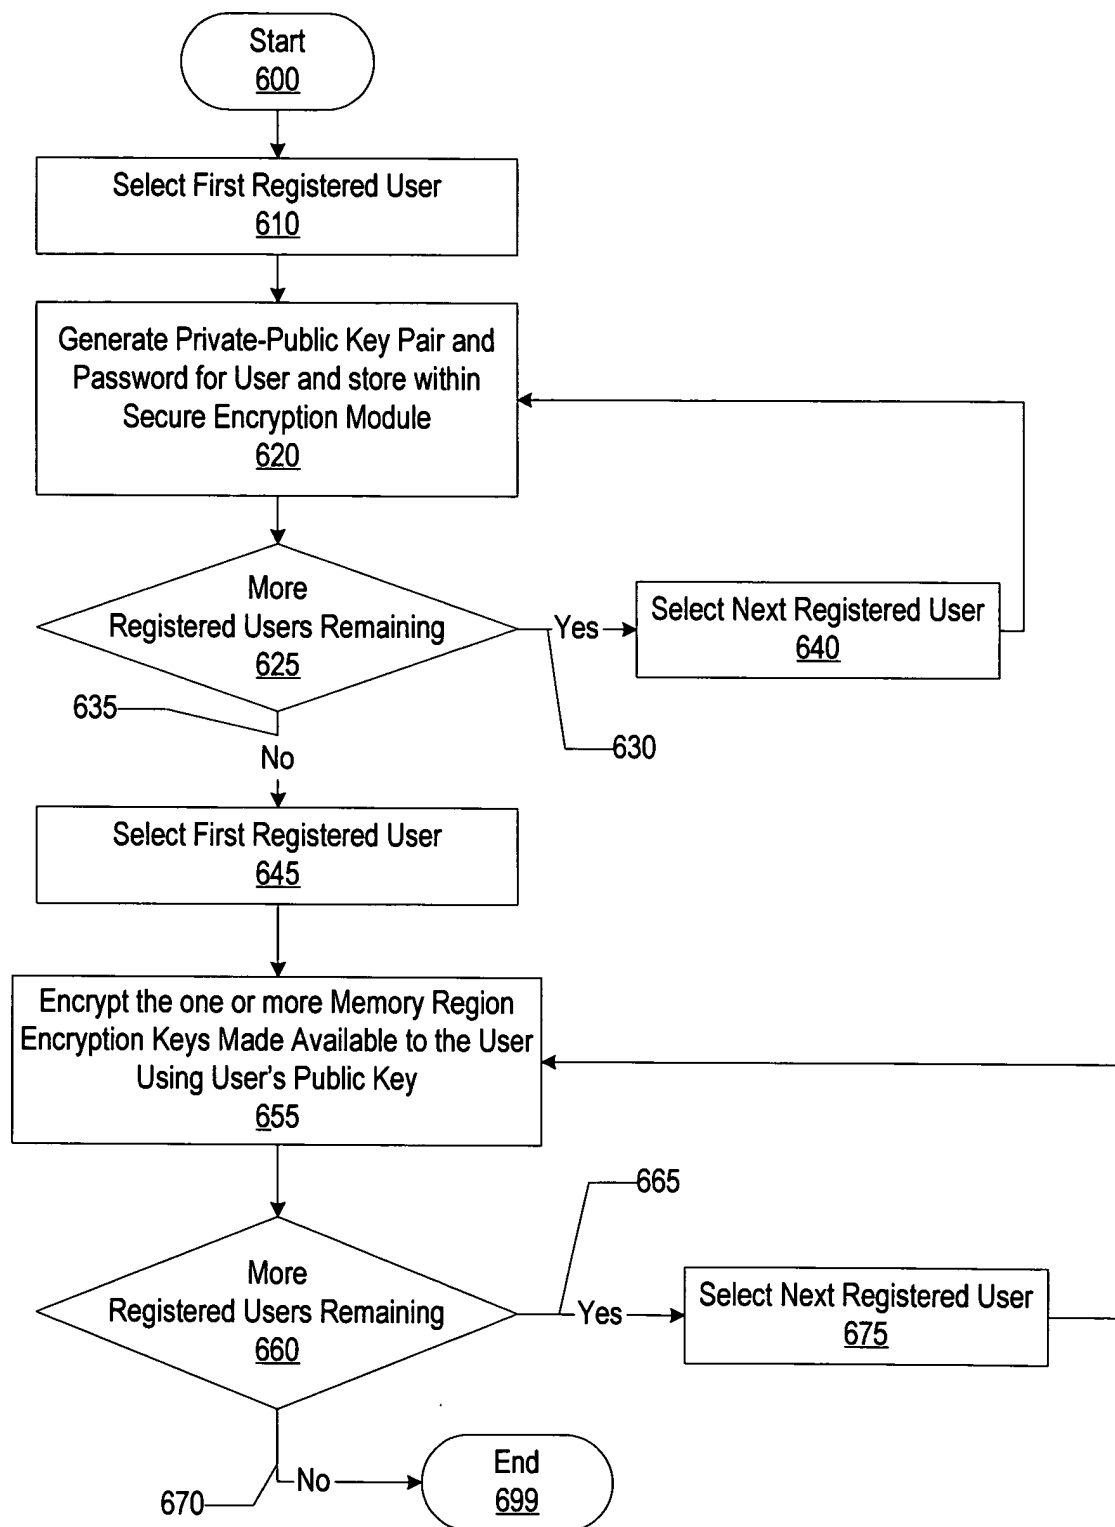 Start
600
Select First Registered User
610
Generate Private-Public Key Pair and
Password for User and store within
Secure Encryption Module
620
More
Registered Users Remaining
625
Yes
Select Next Registered User
640
635
630
No
Select First Registered User
645
Encrypt the one or more Memory Region
Encryption Keys Made Available to the User
Using User's Public Key
655
665
More
Registered Users Remaining
660
Yes
Select Next Registered User
675
670
No
End
699